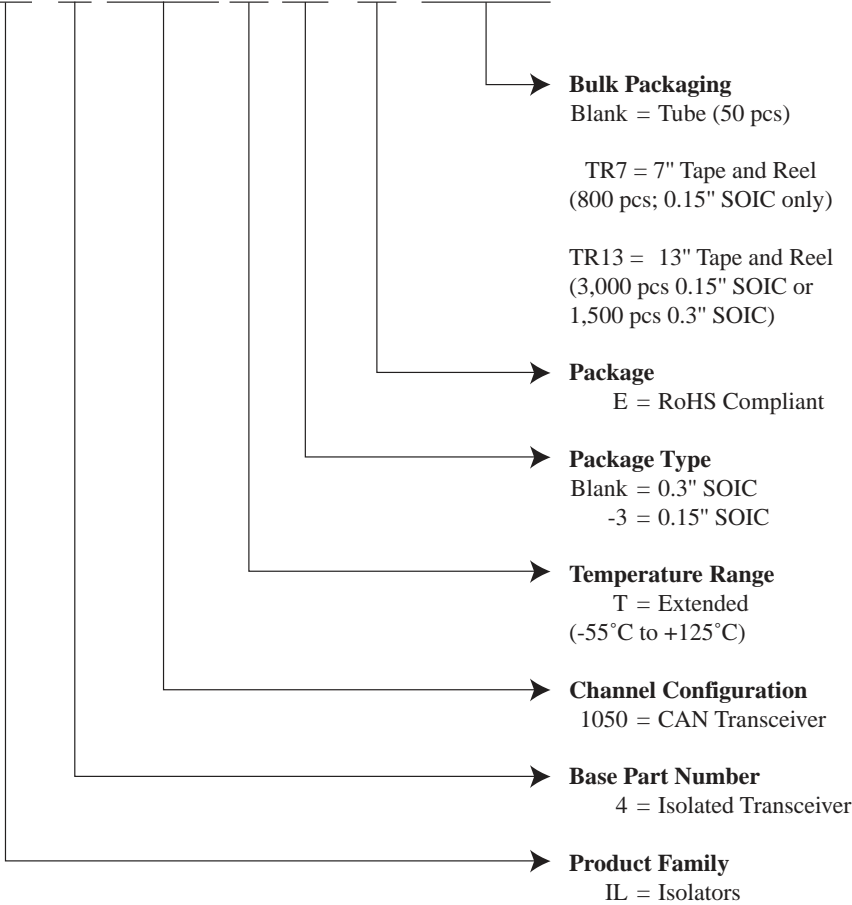 Bulk Packaging
Blank = Tube (50 pcs)
TR7 = 7" Tape and Reel
(800 pcs; 0.15" SOIC only)
TR13 = 13" Tape and Reel
(3,000 pcs 0.15" SOIC or
1,500 pcs 0.3" SOIC)
Package
E = RoHS Compliant
Package Type
Blank = 0.3" SOIC
-3 = 0.15" SOIC
Temperature Range
T = Extended
(-55˚C to +125˚C)
Channel Configuration
1050 = CAN Transceiver
Base Part Number
4 = Isolated Transceiver
Product Family
IL = Isolators